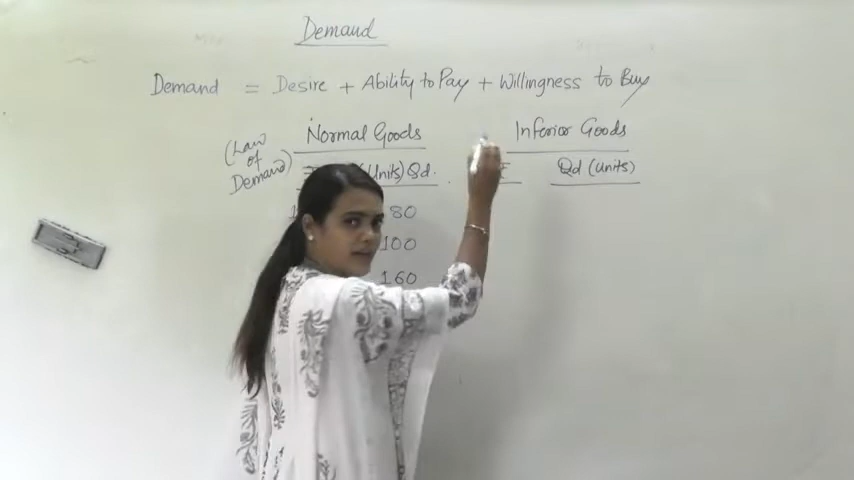 Demand
Demand = Desire + Ability to Pay + Willingness to Buy
(Law of Demand)
Normal Goods
Inferior Goods
(Units) Qd.
Qd (Units)
80
100
160